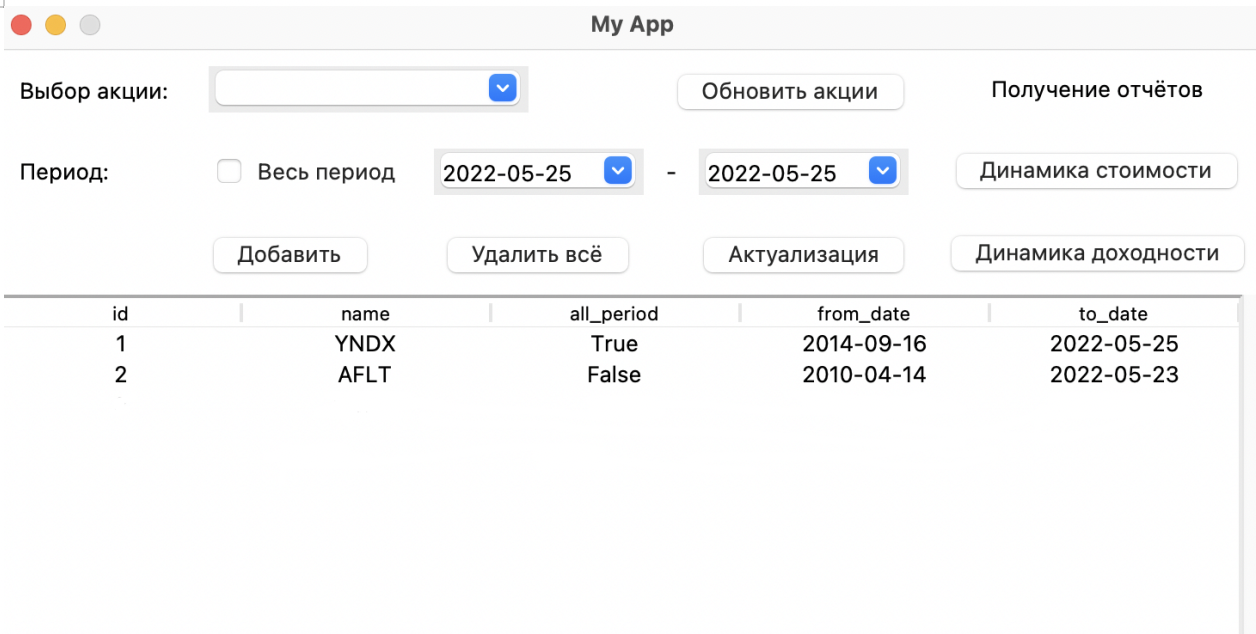 My App
Выбор акции: Обновить акции Получение отчётов
Период: Весь период 2022-05-25 - 2022-05-25 Динамика стоимости
Добавить Удалить всё Актуализация Динамика доходности
id name all_period from_date to_date
1 YNDX True 2014-09-16 2022-05-25
2 AFLT False 2010-04-14 2022-05-23